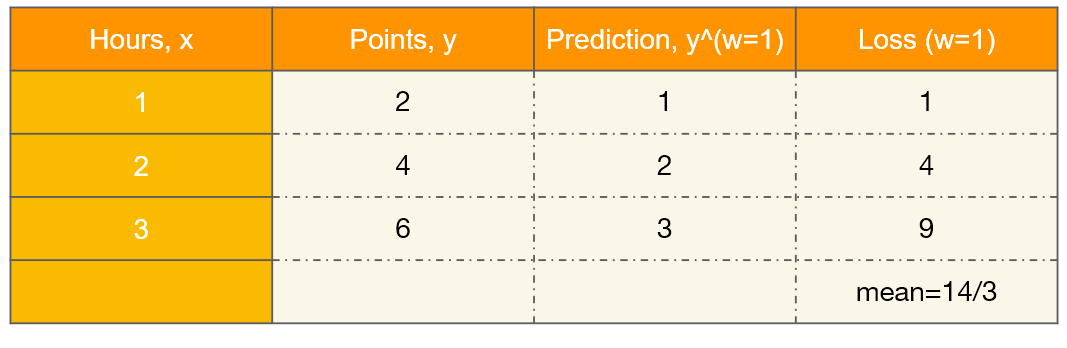 Hours, x Points, y Prediction, y^(w=1) Loss (w=1)
1 2 1 1
2 4 2 4
3 6 3 9
mean=14/3